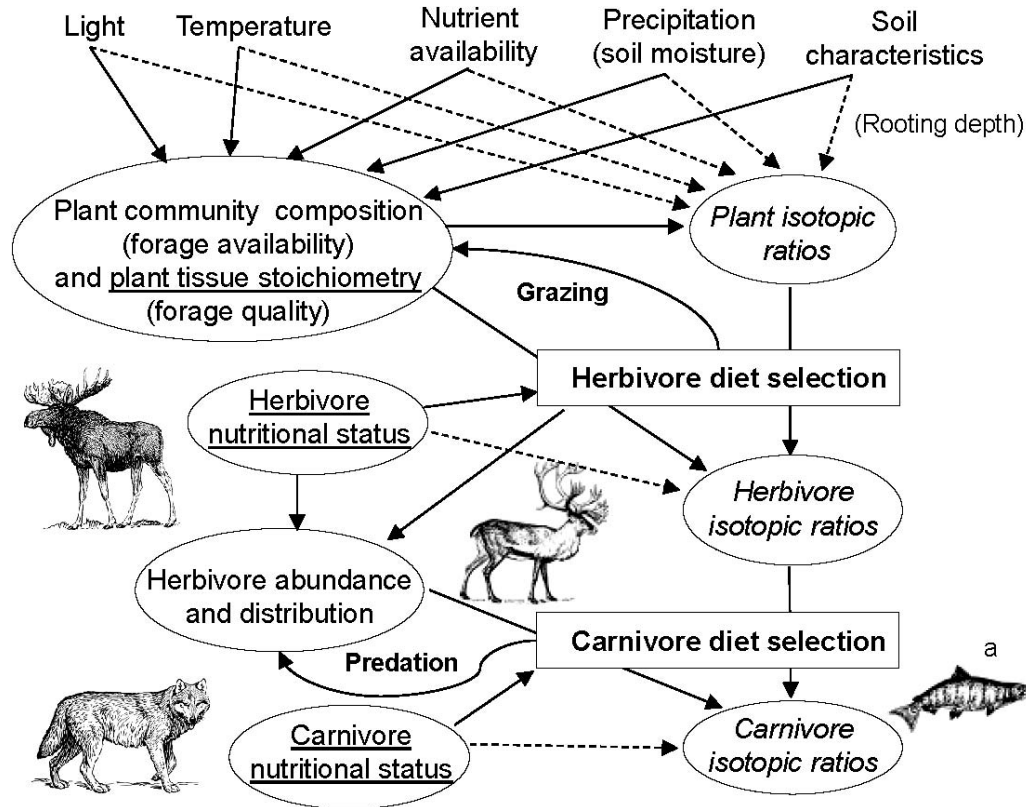 Light
Temperature
Nutrient
availability
Precipitation
(soil moisture)
Soil
characteristics
(Rooting depth)
Plant community composition
(forage availability)
and plant tissue stoichiometry
(forage quality)
Plant isotopic
ratios
Grazing
Herbivore diet selection
Herbivore
nutritional status
Herbivore
isotopic ratios
Herbivore abundance
and distribution
Carnivore diet selection
Predation
a
Carnivore
nutritional status
Carnivore
isotopic ratios